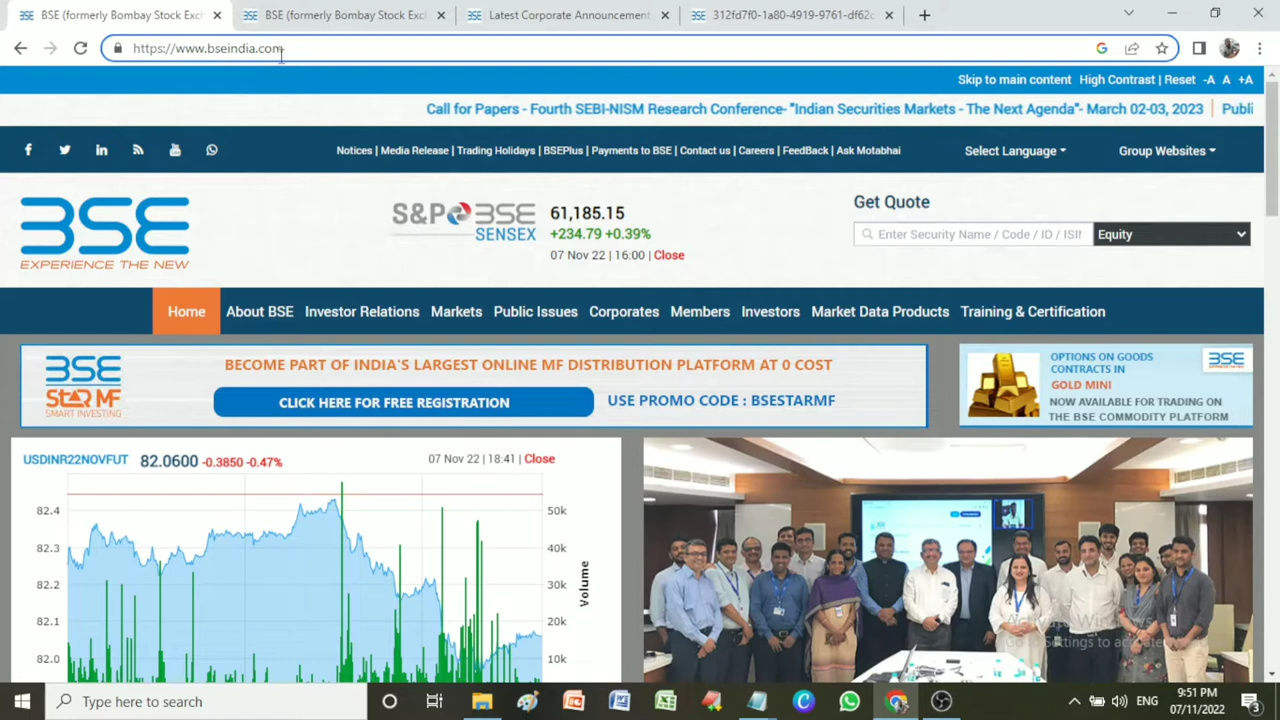 BSE (formerly Bombay Stock Exch
BSE (formerly Bombay Stock Exch
Latest Corporate Announcement
312fd7f0-1a80-4919-9761-df62c
https://www.bseindia.com
Skip to main content High Contrast | Reset -A A +A
Call for Papers - Fourth SEBI-NISM Research Conference- "Indian Securities Markets - The Next Agenda"- March 02-03, 2023 Publi
Notices | Media Release | Trading Holidays | BSEPlus | Payments to BSE | Contact us | Careers | FeedBack | Ask Motabhai
Select Language
Group Websites
BSE
EXPERIENCE THE NEW
S&P BSE
SENSEX
61,185.15
+234.79 +0.39%
07 Nov 22 | 16:00 | Close
Get Quote
Enter Security Name / Code / ID / ISIN
Equity
Home About BSE Investor Relations Markets Public Issues Corporates Members Investors Market Data Products Training & Certification
BSE
StAR MF
SMART INVESTING
BECOME PART OF INDIA'S LARGEST ONLINE MF DISTRIBUTION PLATFORM AT 0 COST
CLICK HERE FOR FREE REGISTRATION
USE PROMO CODE : BSESTARMF
OPTIONS ON GOODS
CONTRACTS IN
GOLD MINI
NOW AVAILABLE FOR TRADING ON
THE BSE COMMODITY PLATFORM
BSE
USDINR22NOVFUT 82.0600 -0.3850 -0.47%
07 Nov 22 | 18:41 | Close
82.4
82.3
82.2
82.1
82.0
50k
40k
30k
20k
10k
Volume
Activate Windows
Go to Settings to activate Windows.
Type here to search
ENG
9:51 PM
07/11/2022
3